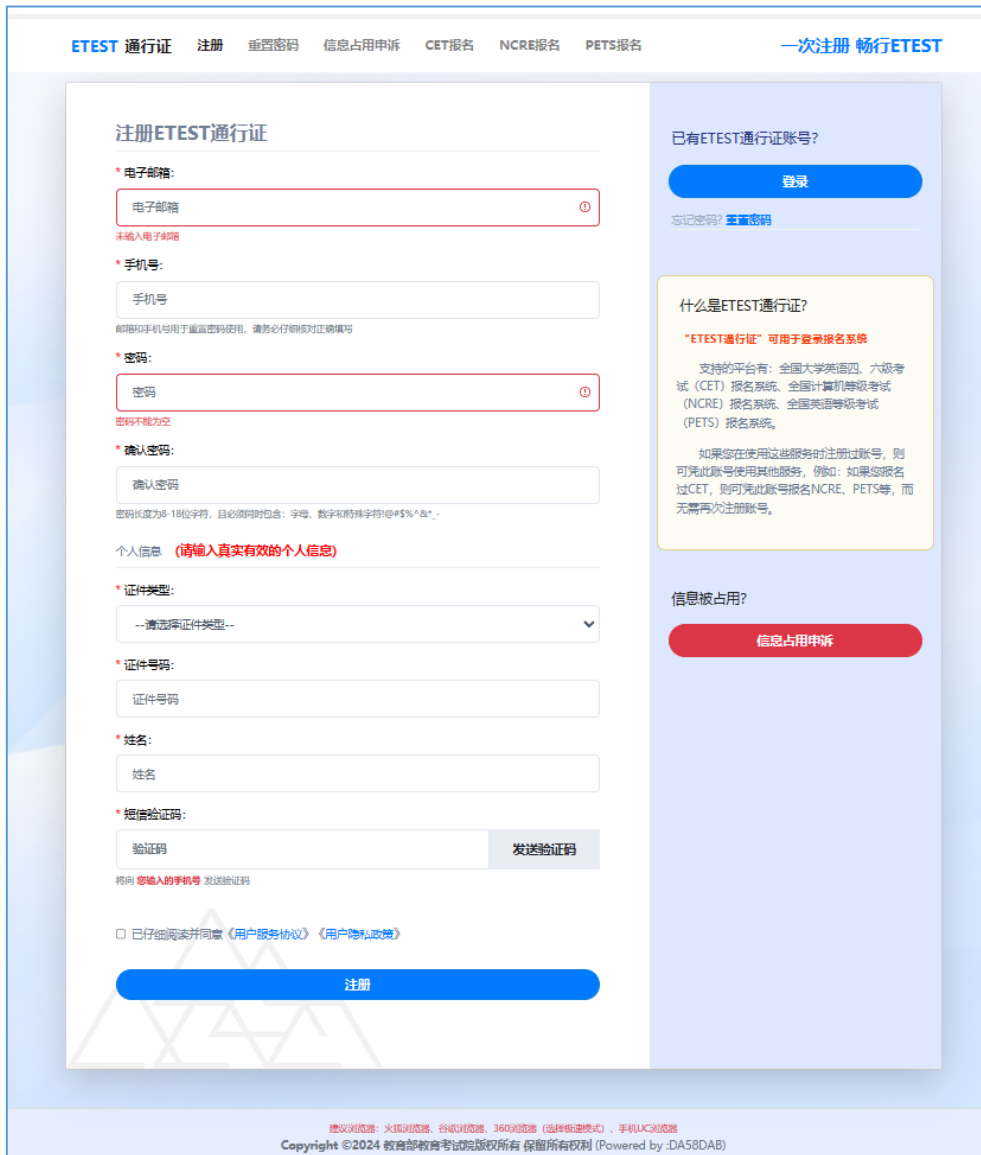 ETEST 通行证 注册 重置密码 信息占用申诉 CET报名 NCRE报名 PETS报名 一次注册 畅行ETEST
注册ETEST通行证
* 电子邮箱:
电子邮箱
未输入电子邮箱
* 手机号:
手机号
邮箱和手机号用于重置密码使用，请务必仔细核对正确填写
* 密码:
密码
密码不能为空
* 确认密码:
确认密码
密码长度为8-18位字符，且必须同时包含：字母、数字和特殊字符!@#$%^&*_-
个人信息 (请输入真实有效的个人信息)
* 证件类型:
--请选择证件类型--
* 证件号码:
证件号码
* 姓名:
姓名
* 短信验证码:
验证码 发送验证码
将向 您输入的手机号 发送验证码
已仔细阅读并同意《用户服务协议》《用户隐私政策》
注册
已有ETEST通行证账号?
登录
忘记密码? 重置密码
什么是ETEST通行证?
“ETEST通行证”可用于登录报名系统
支持的平台有：全国大学英语四、六级考
试（CET）报名系统、全国计算机等级考试
（NCRE）报名系统、全国英语等级考试
（PETS）报名系统。
如果您在使用这些服务时注册过账号，则
可凭此账号使用其他服务，例如：如果您报名
过CET，则可凭此账号报名NCRE、PETS等，而
无需再次注册账号。
信息被占用?
信息占用申诉
建议浏览器：火狐浏览器、谷歌浏览器、360浏览器（选择极速模式）、手机UC浏览器
Copyright ©2024 教育部教育考试院版权所有 保留所有权利 (Powered by :DA58DAB)